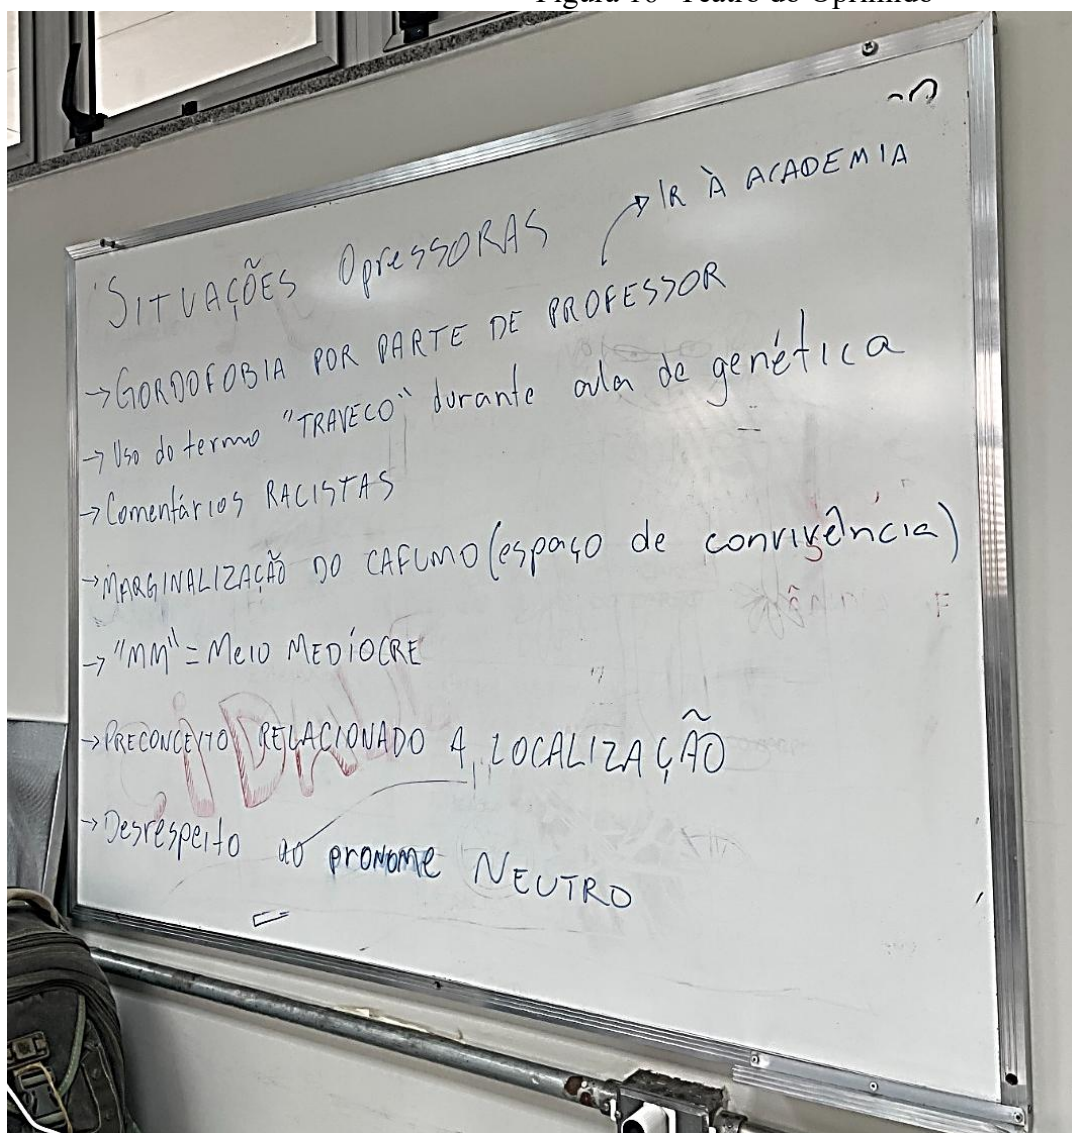 Teatro do Oprimido
IR À ACADEMIA
SITUAÇÕES OpresSORAS
→ GORDOFOBIA POR PARTE DE PROFESSOR
→ Uso do termo "TRAVECO" durante aula de genética
→ Comentários RACISTAS
→ MARGINALIZAÇÃO DO CAFUMO (espaço de convivência)
→ "MM" = Meio MEDÍOCRE
→ PRECONCEITO RELACIONADO A LOCALIZAÇÃO
→ Desrespeito ao PRONOME NEUTRO